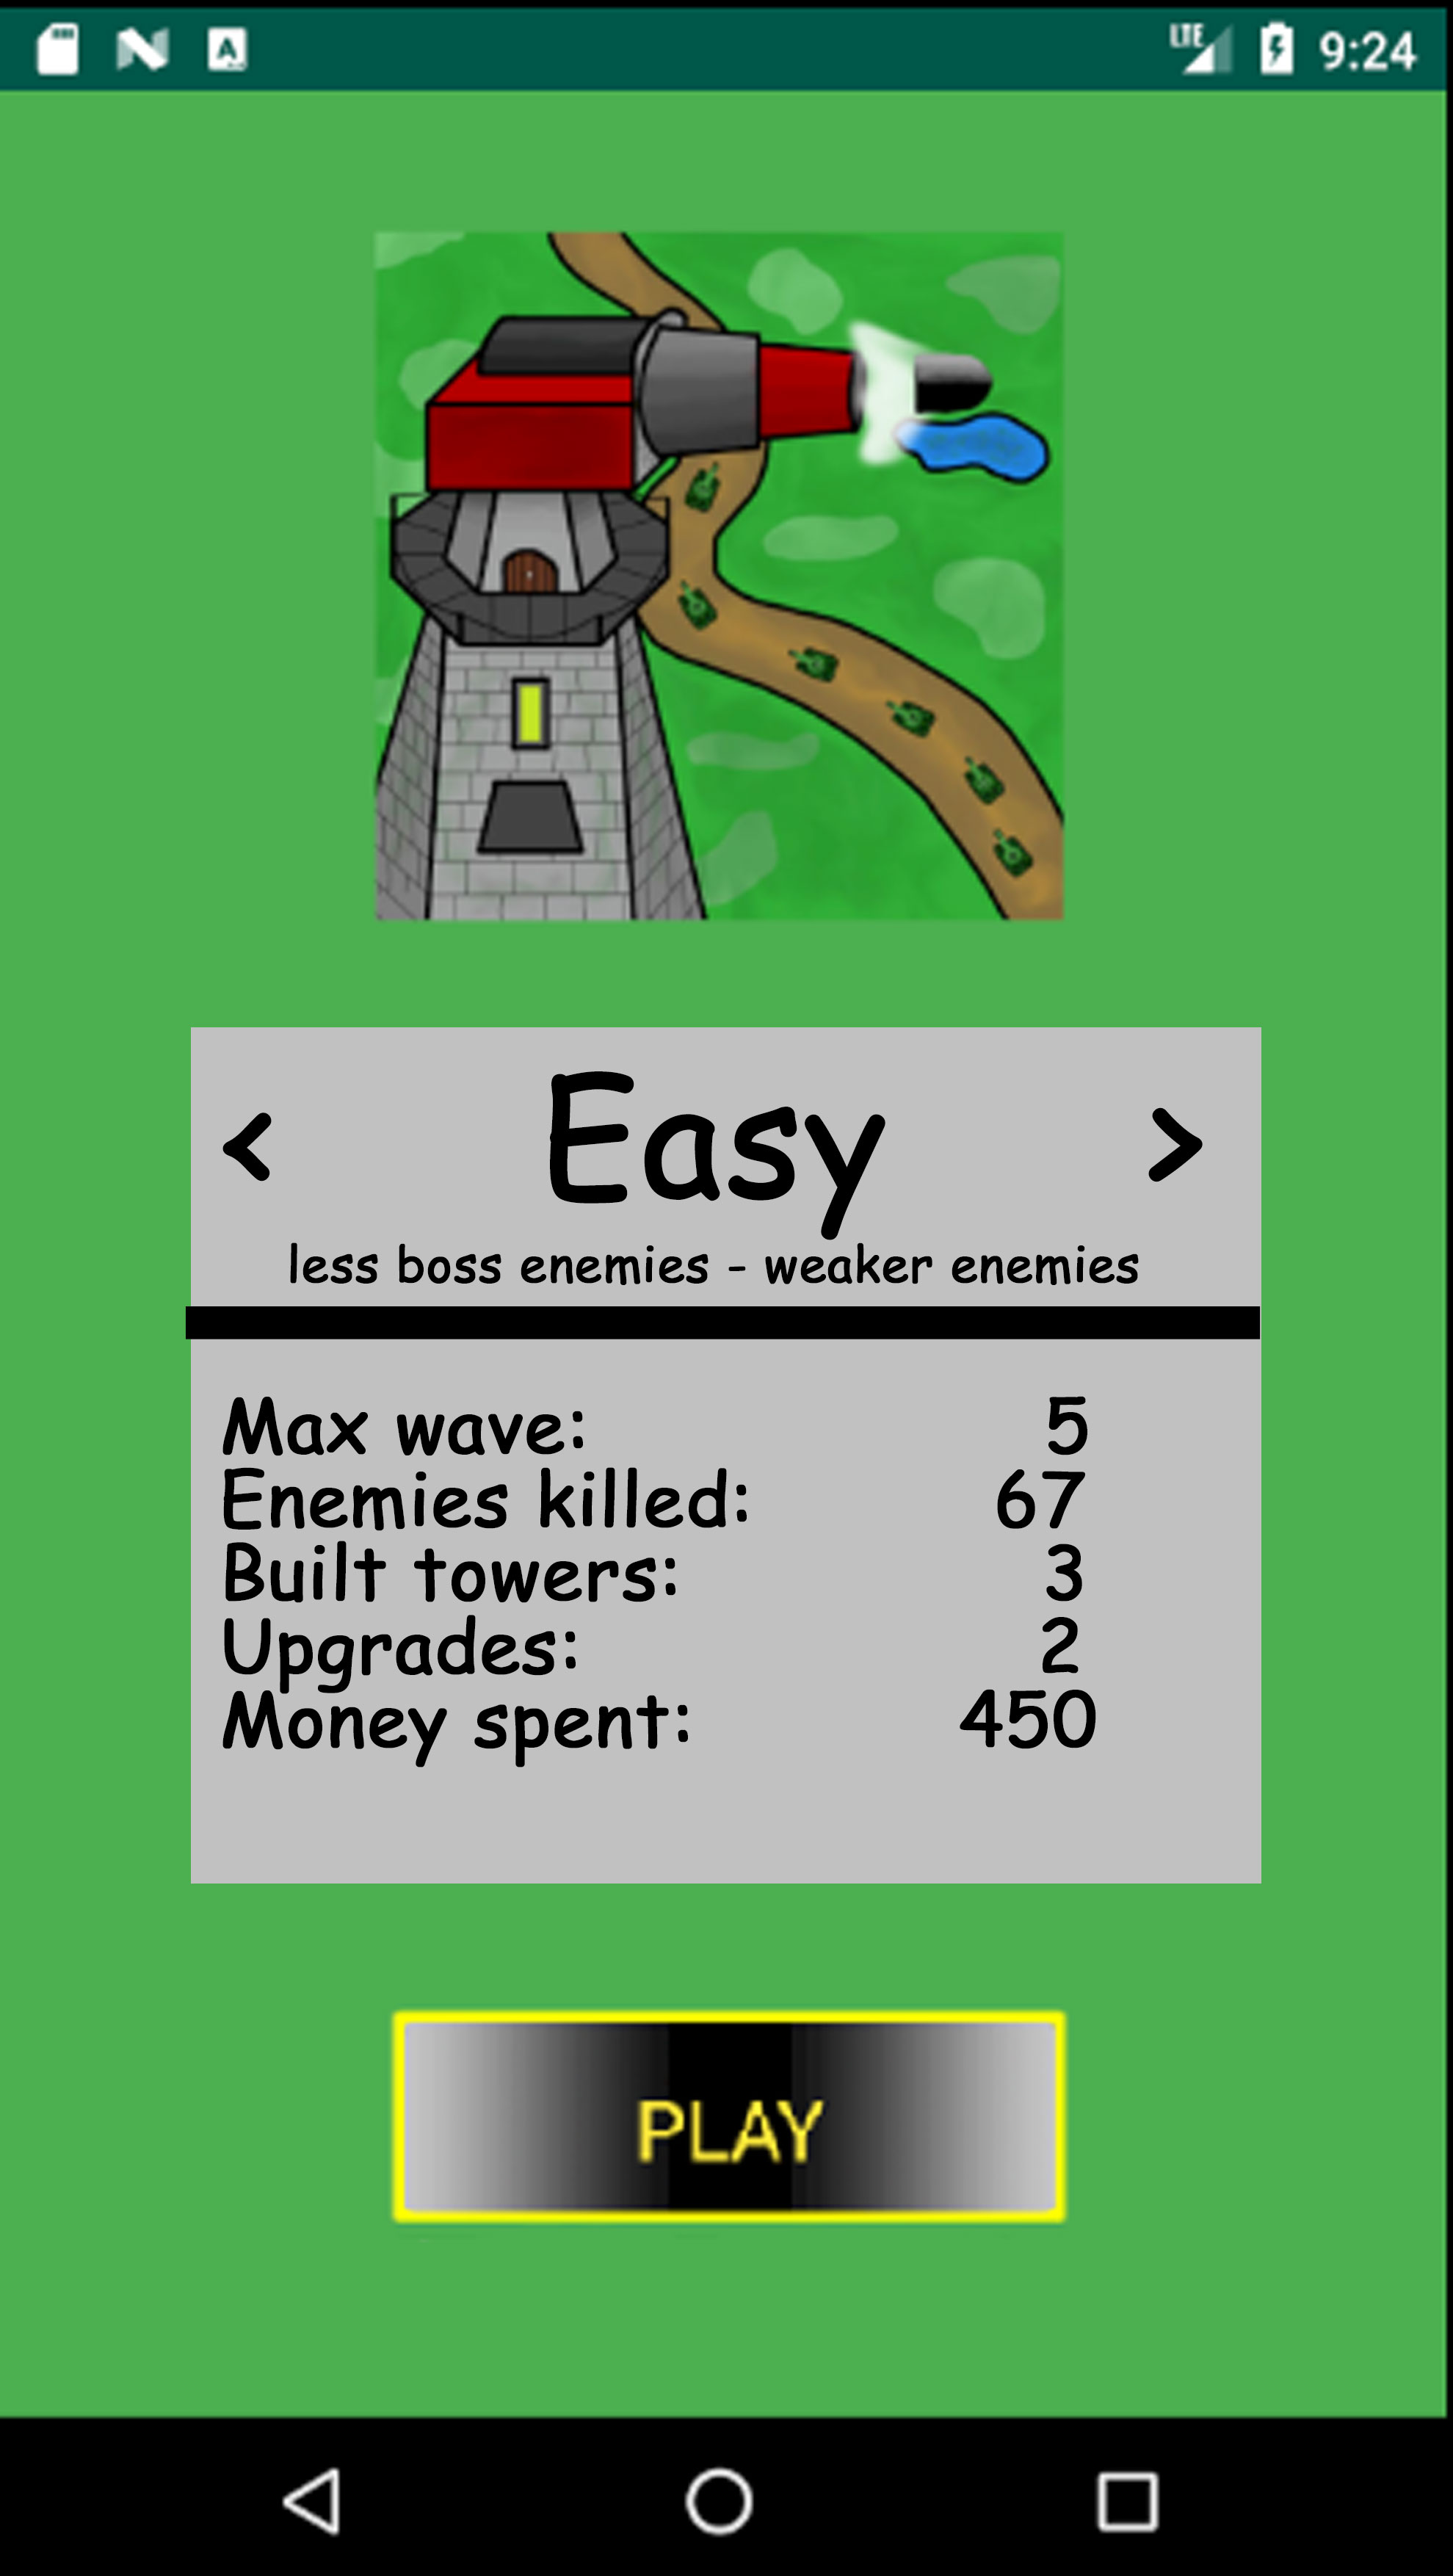 LTE 9:24
< Easy >
less boss enemies - weaker enemies
Max wave: 5
Enemies killed: 67
Built towers: 3
Upgrades: 2
Money spent: 450
PLAY